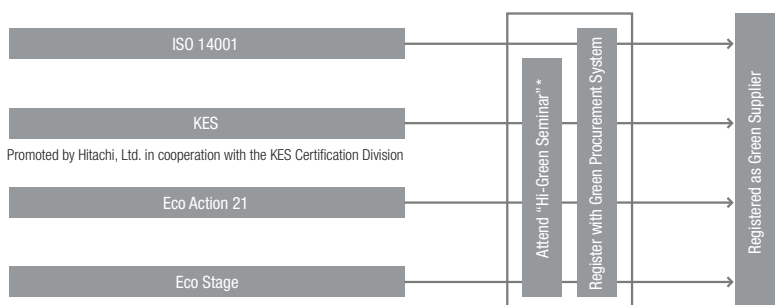 ISO 14001
KES
Promoted by Hitachi, Ltd. in cooperation with the KES Certification Division
Eco Action 21
Eco Stage
Attend "Hi-Green Seminar"*
Register with Green Procurement System
Registered as Green Supplier